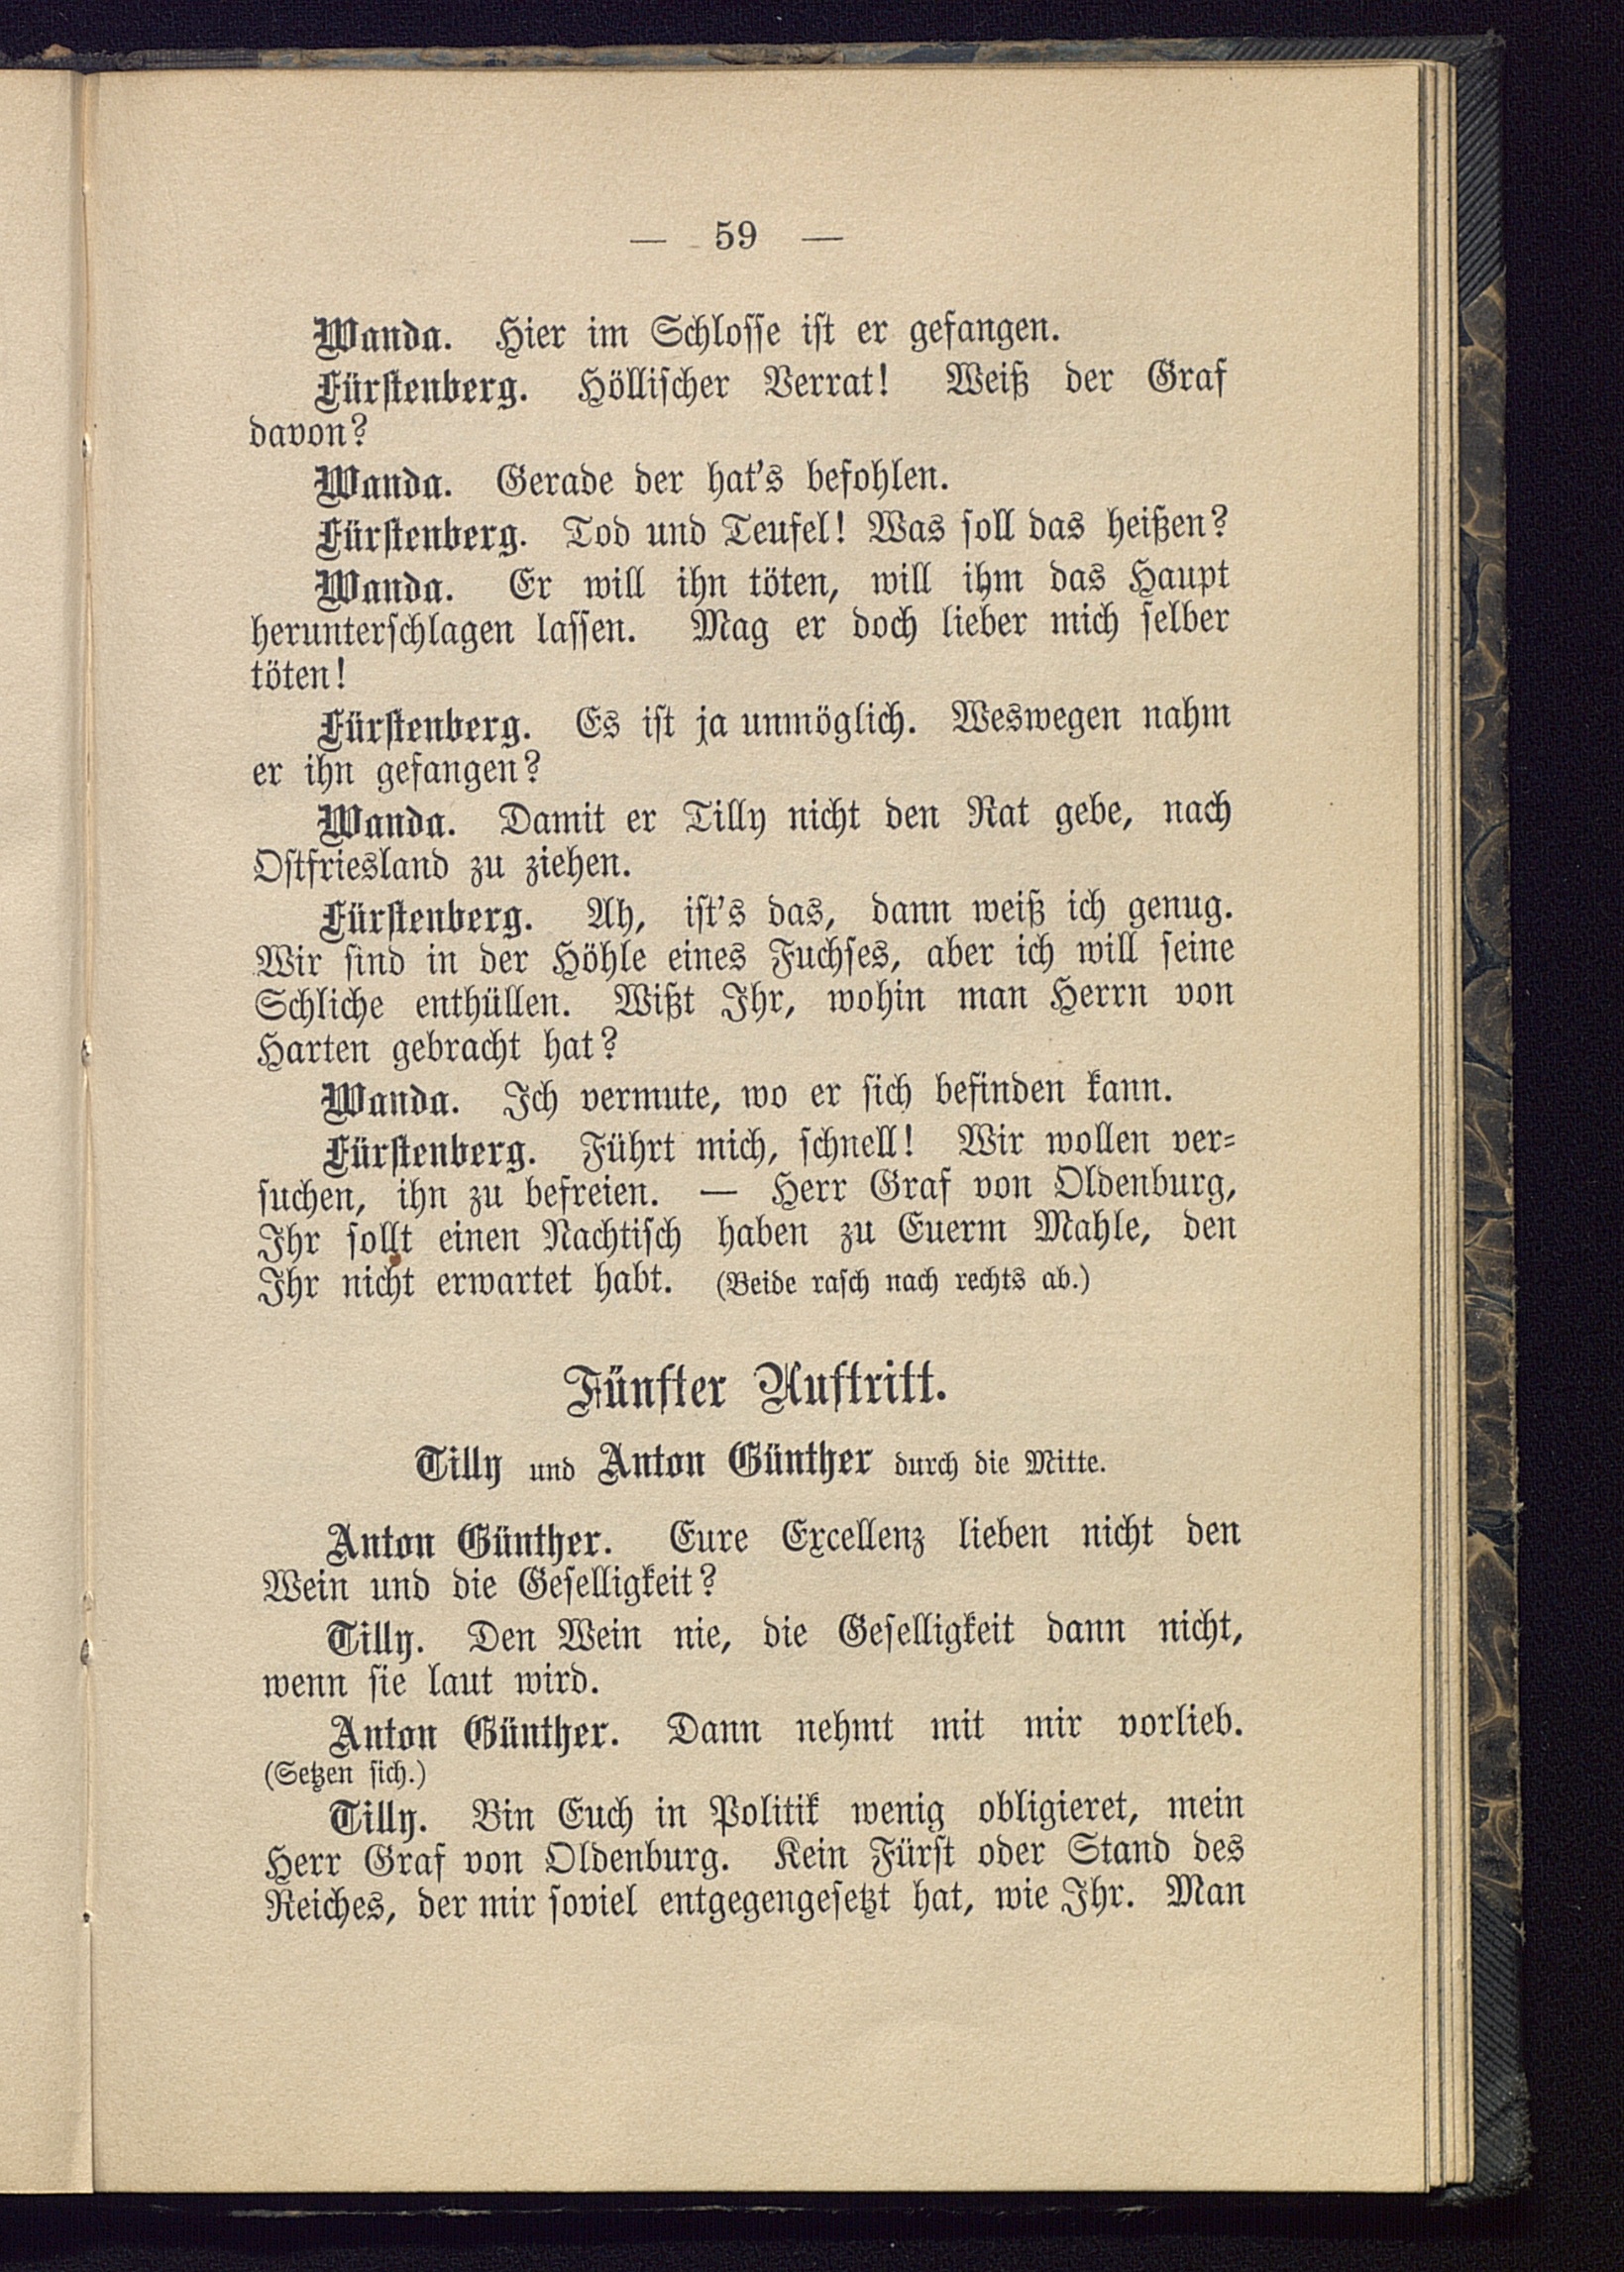 — 59 —
Wanda. Hier im Schlosse ist er gefangen.
Fürstenberg. Höllischer Verrat! Weiß der Graf
davon?
Wanda. Gerade der hat's befohlen.
Fürstenberg. Tod und Teufel! Was soll das heißen?
Wanda. Er will ihn töten, will ihm das Haupt
herunterschlagen lassen. Mag er doch lieber mich selber
töten!
Fürstenberg. Es ist ja unmöglich. Weswegen nahm
er ihn gefangen?
Wanda. Damit er Tilly nicht den Rat gebe, nach
Ostfriesland zu ziehen.
Fürstenberg. Ah, ist's das, dann weiß ich genug.
Wir sind in der Höhle eines Fuchses, aber ich will seine
Schliche enthüllen. Wißt Ihr, wohin man Herrn von
Harten gebracht hat?
Wanda. Ich vermute, wo er sich befinden kann.
Fürstenberg. Führt mich, schnell! Wir wollen ver-
suchen, ihn zu befreien. — Herr Graf von Oldenburg,
Ihr sollt einen Nachtisch haben zu Euerm Mahle, den
Ihr nicht erwartet habt. (Beide rasch nach rechts ab.)
Fünfter Auftritt.
Tilly und Anton Günther durch die Mitte.
Anton Günther. Eure Excellenz lieben nicht den
Wein und die Geselligkeit?
Tilly. Den Wein nie, die Geselligkeit dann nicht,
wenn sie laut wird.
Anton Günther. Dann nehmt mit mir vorlieb.
(Setzen sich.)
Tilly. Bin Euch in Politik wenig obligieret, mein
Herr Graf von Oldenburg. Kein Fürst oder Stand des
Reiches, der mir soviel entgegengesetzt hat, wie Ihr. Man